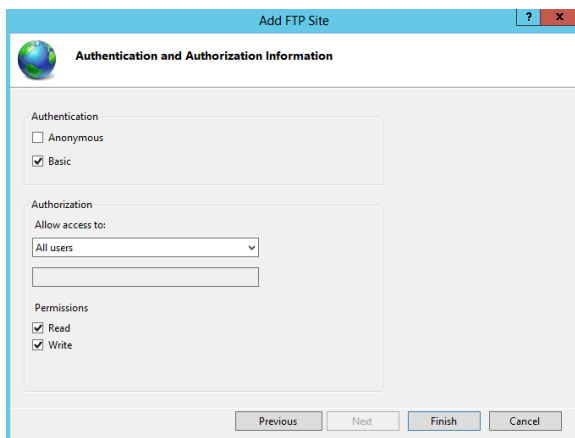 Add FTP Site
? x
Authentication and Authorization Information
Authentication
Anonymous
Basic
Authorization
Allow access to:
All users
Permissions
Read
Write
Previous Next Finish Cancel